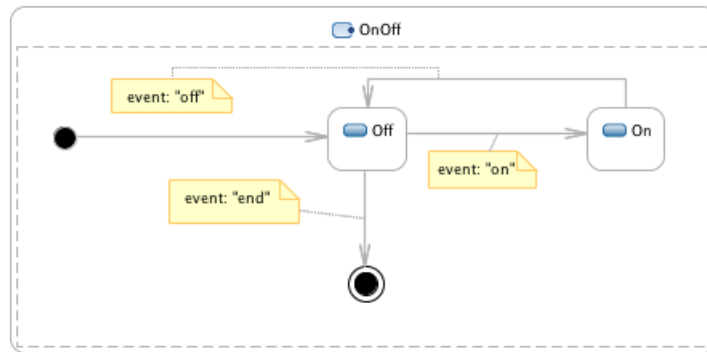 OnOff
event: "off"
Off
On
event: "on"
event: "end"